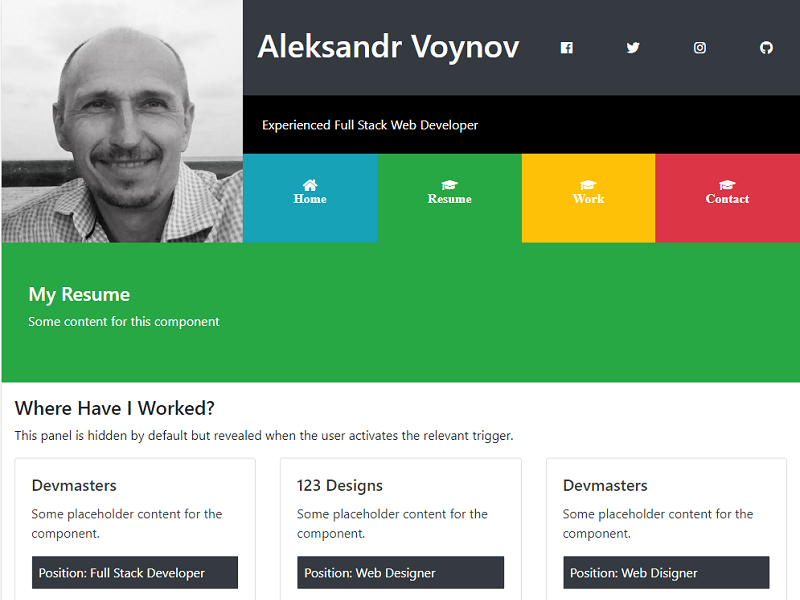 Aleksandr Voynov
Experienced Full Stack Web Developer
Home
Resume
Work
Contact
My Resume
Some content for this component
Where Have I Worked?
This panel is hidden by default but revealed when the user activates the relevant trigger.
Devmasters
Some placeholder content for the
component.
Position: Full Stack Developer
123 Designs
Some placeholder content for the
component.
Position: Web Designer
Devmasters
Some placeholder content for the
component.
Position: Web Disigner